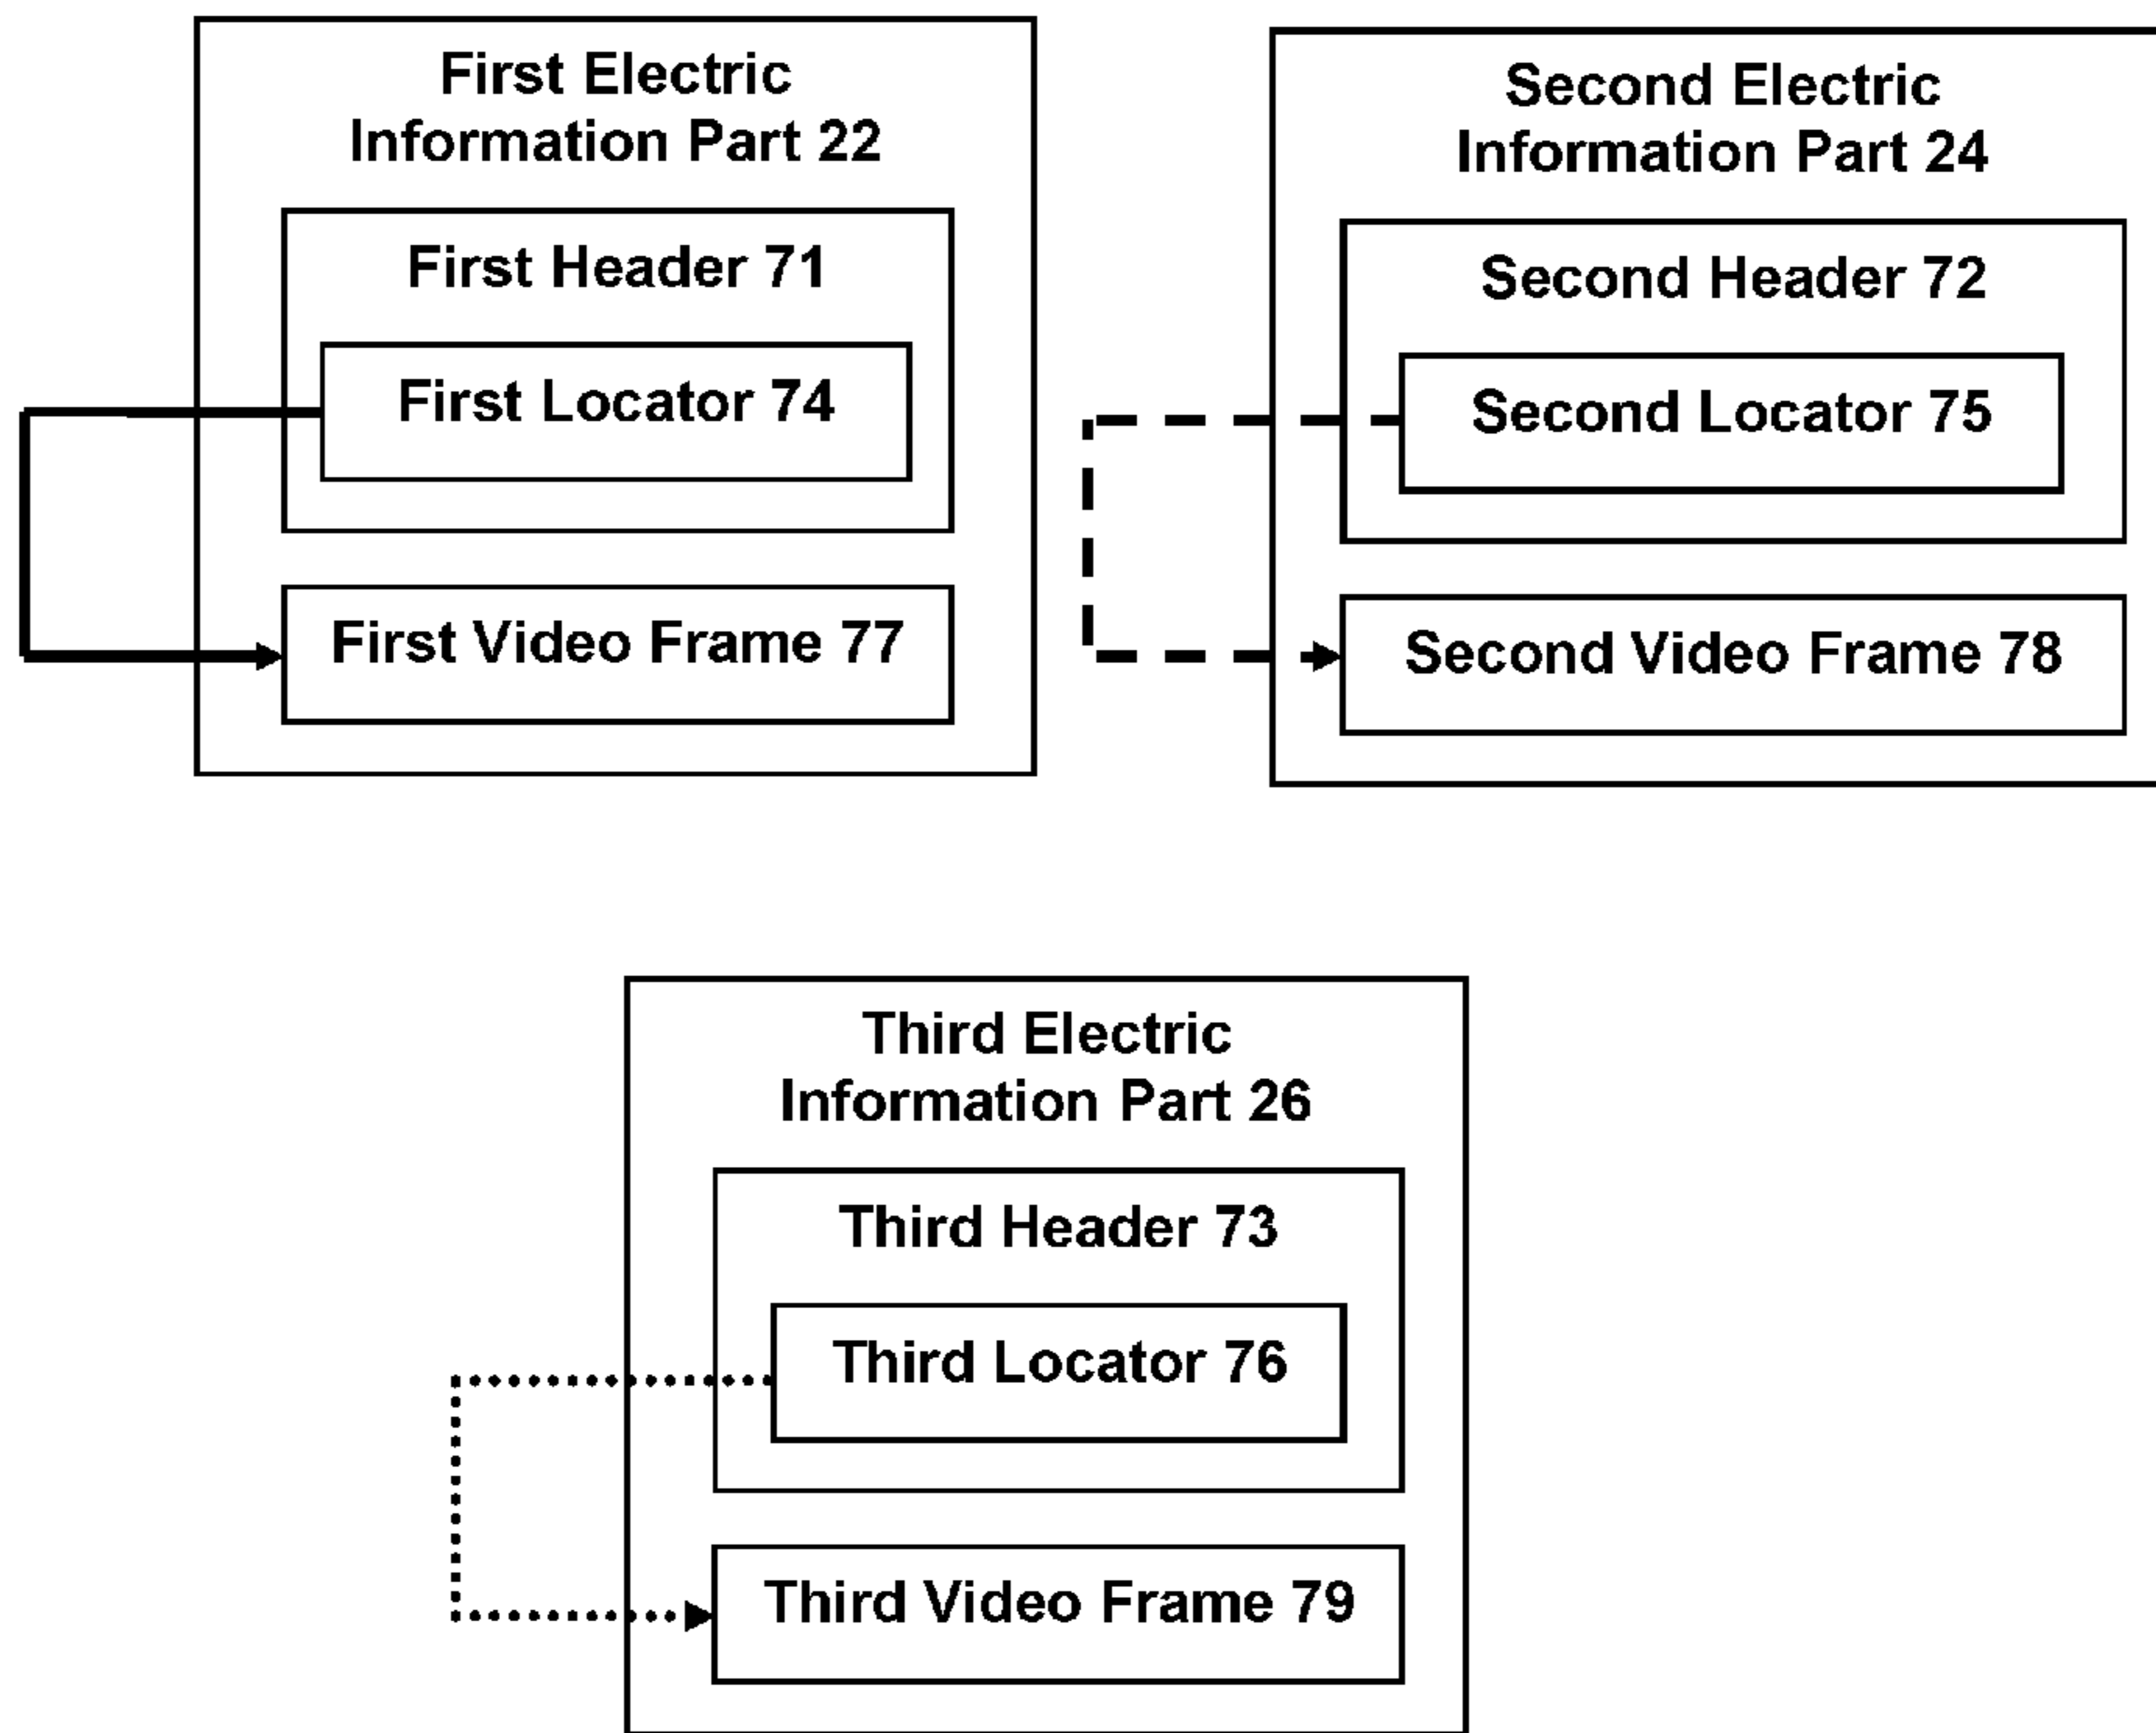 First Electric
Information Part 22
First Header 71
First Locator 74
First Video Frame 77
Second Electric
Information Part 24
Second Header 72
Second Locator 75
Second Video Frame 78
Third Electric
Information Part 26
Third Header 73
Third Locator 76
Third Video Frame 79